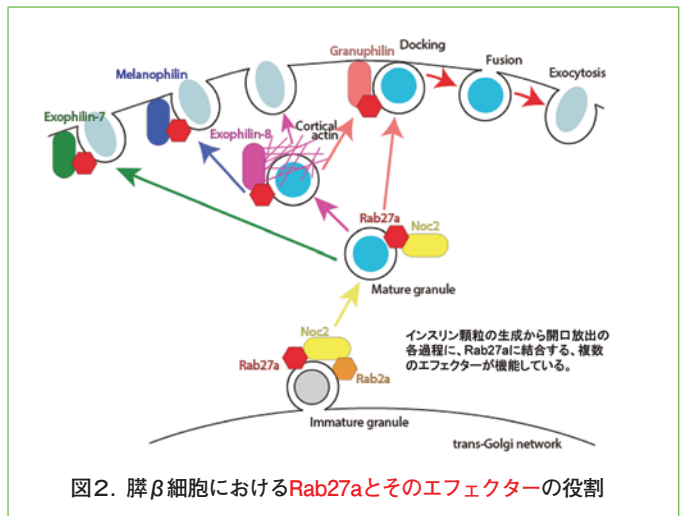 Granuphilin
Docking
Fusion
Exocytosis
Melanophilin
Exophilin-7
Exophilin-8
Cortical
actin
Rab27a
Noc2
Mature granule
Noc2
Rab27a
Rab2a
Immature granule
インスリン顆粒の生成から開口放出の
各過程に、Rab27aに結合する、複数
のエフェクターが機能している。
trans-Golgi network
図2. 膵β細胞におけるRab27aとそのエフェクターの役割